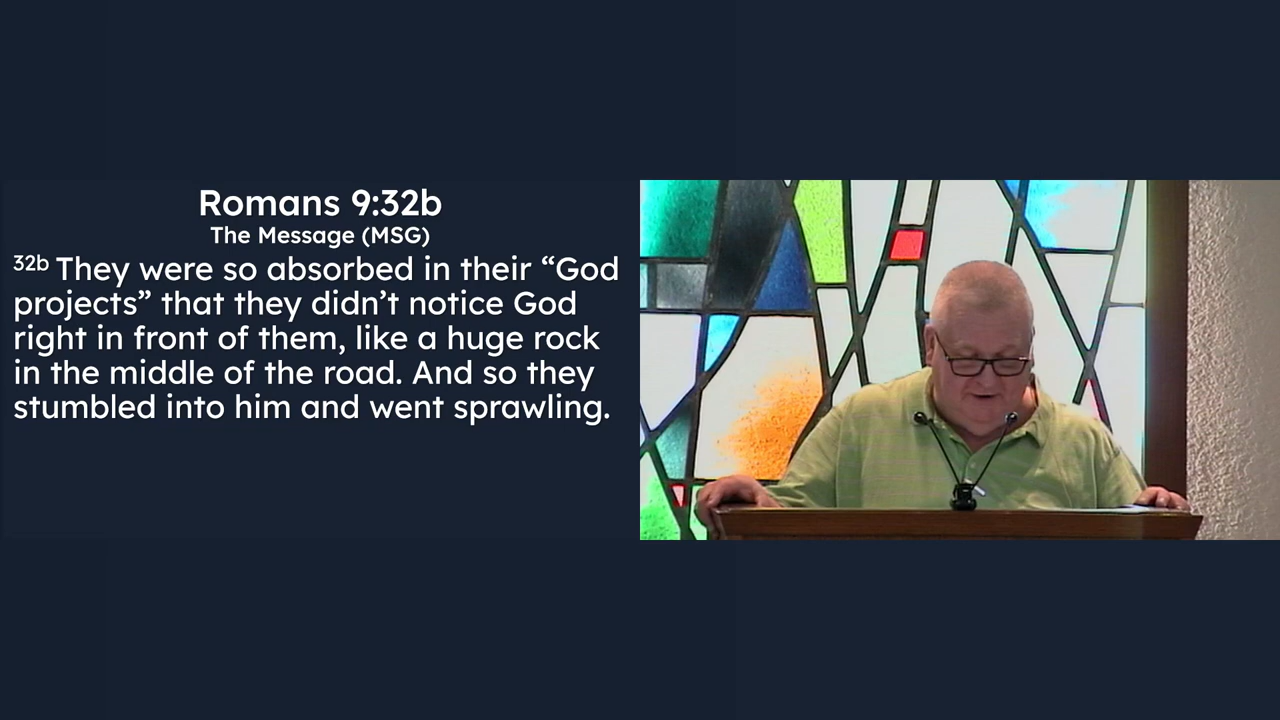 Romans 9:32b
The Message (MSG)
32b They were so absorbed in their “God
projects” that they didn’t notice God
right in front of them, like a huge rock
in the middle of the road. And so they
stumbled into him and went sprawling.